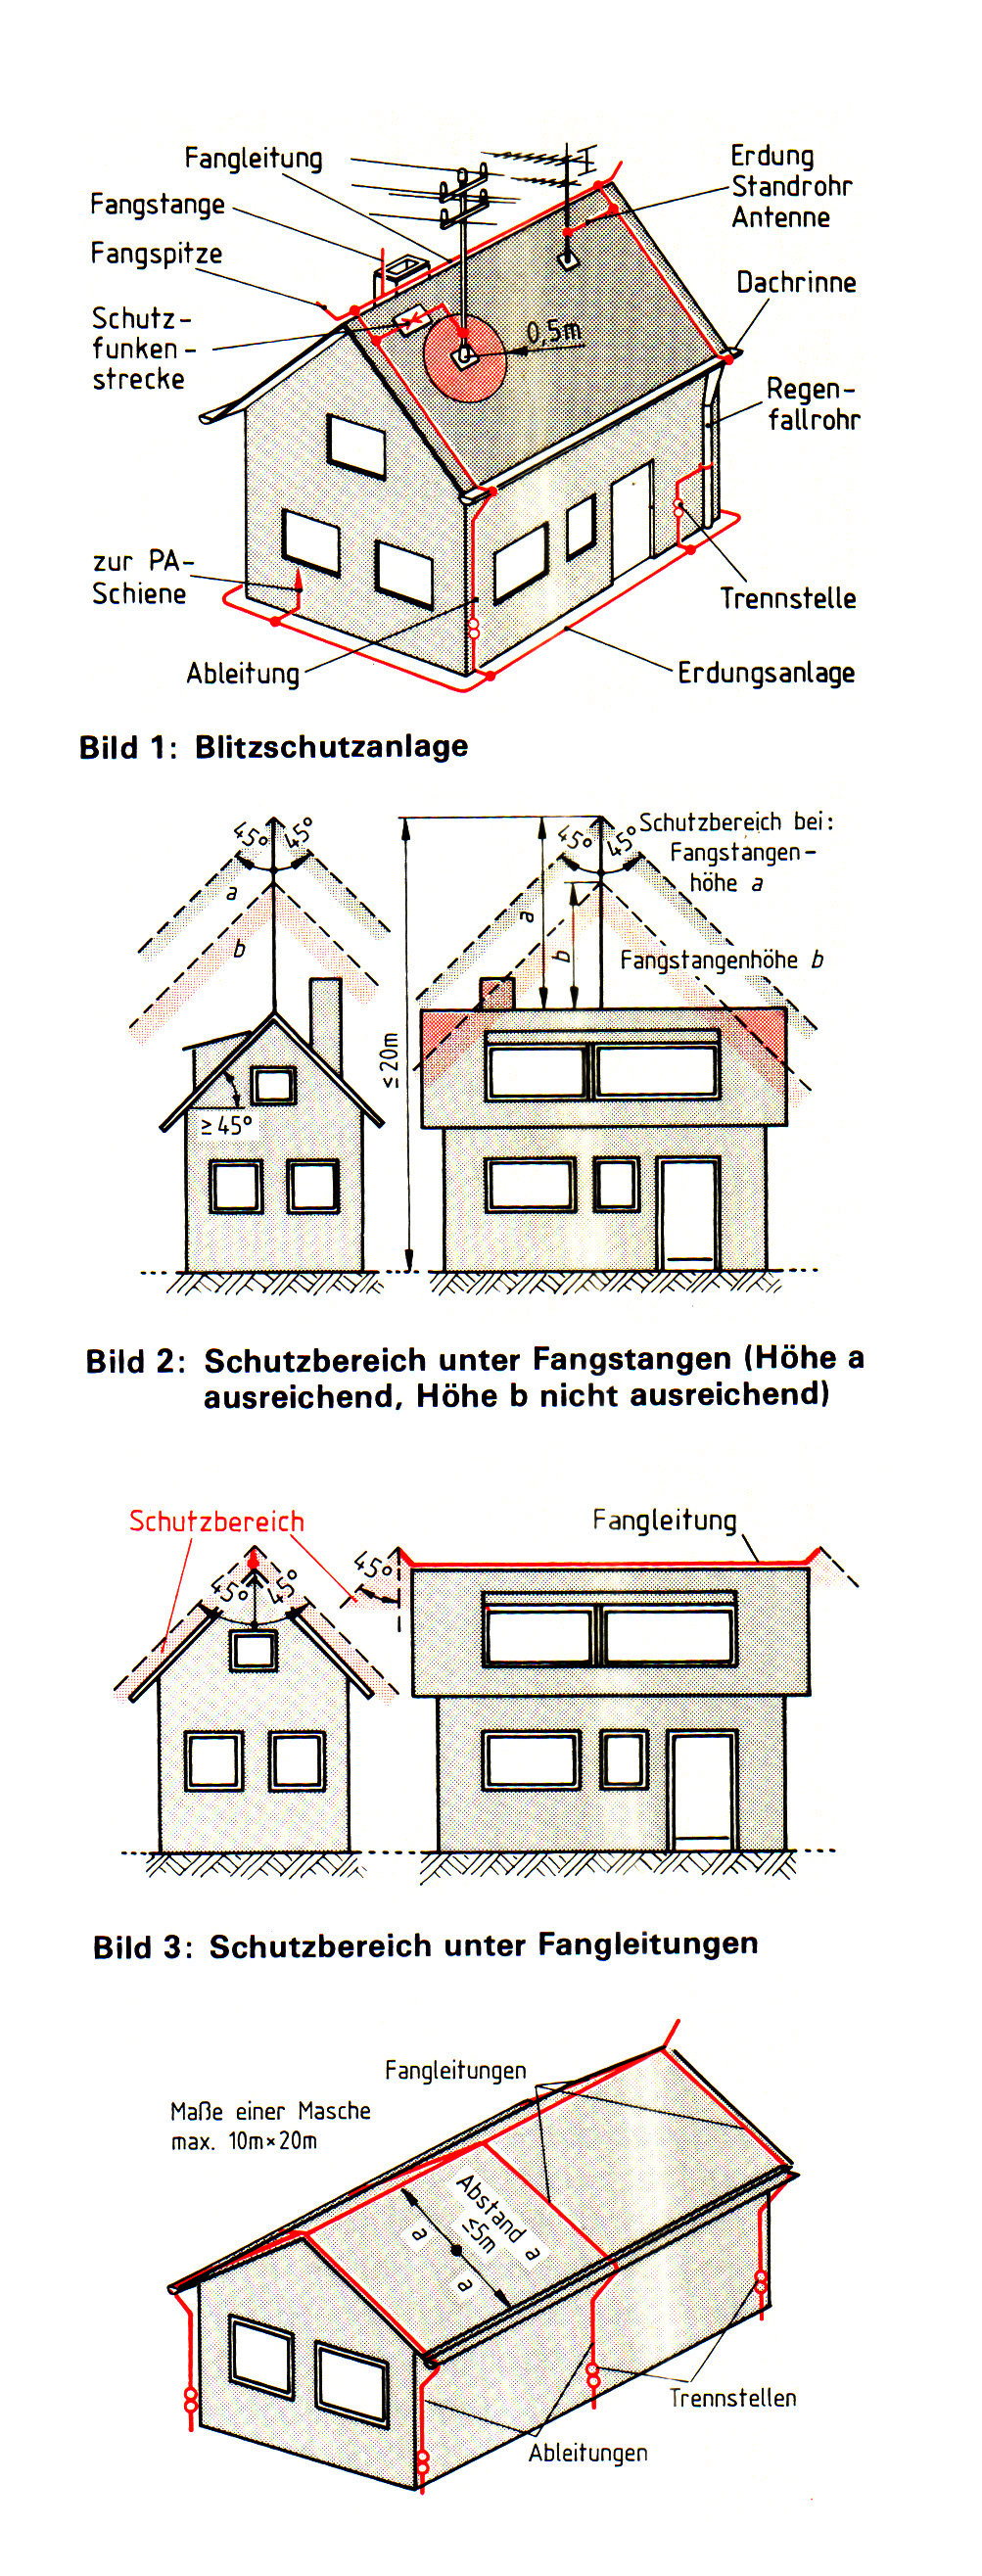 Fangleitung
Fangstange
Fangspitze
Schutz-
funken-
strecke
zur PA-
Schiene
Ableitung
0,5m
Erdung
Standrohr
Antenne
Dachrinne
Regen-
fallrohr
Trennstelle
Erdungsanlage
Bild 1: Blitzschutzanlage
45° 45°
a
b
≥ 45°
≤ 20m
45° 45°
a
b
Schutzbereich bei:
Fangstangen-
höhe a
Fangstangenhöhe b
Bild 2: Schutzbereich unter Fangstangen (Höhe a
ausreichend, Höhe b nicht ausreichend)
Schutzbereich
45° 45°
45°
Fangleitung
Bild 3: Schutzbereich unter Fangleitungen
Fangleitungen
Maße einer Masche
max. 10m×20m
Abstand a
≤5m
a
a
Trennstellen
Ableitungen